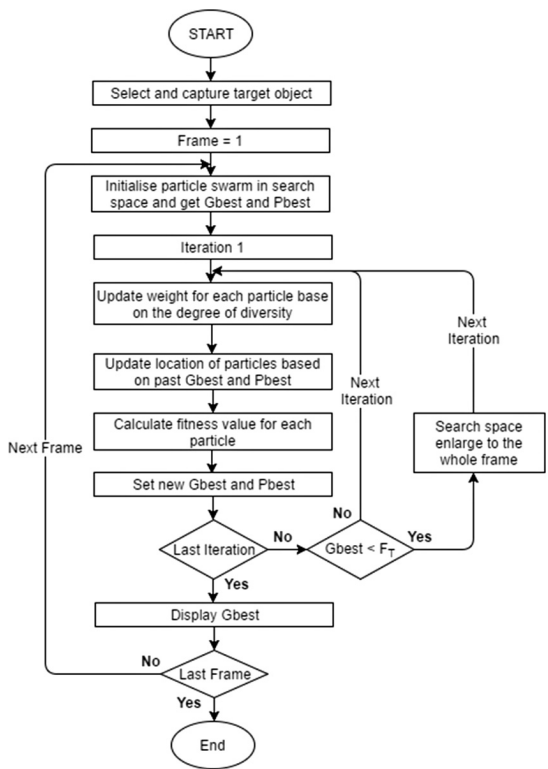 START
Select and capture target object
Frame = 1
Initialise particle swarm in search
space and get Gbest and Pbest
Iteration 1
Update weight for each particle base
on the degree of diversity
Next
Iteration
Update location of particles based
on past Gbest and Pbest
Next
Iteration
Calculate fitness value for each
particle
Search space
enlarge to the
whole frame
Next Frame
Set new Gbest and Pbest
Last Iteration
No
No
Gbest < FT
Yes
Yes
Display Gbest
Last Frame
No
Yes
End